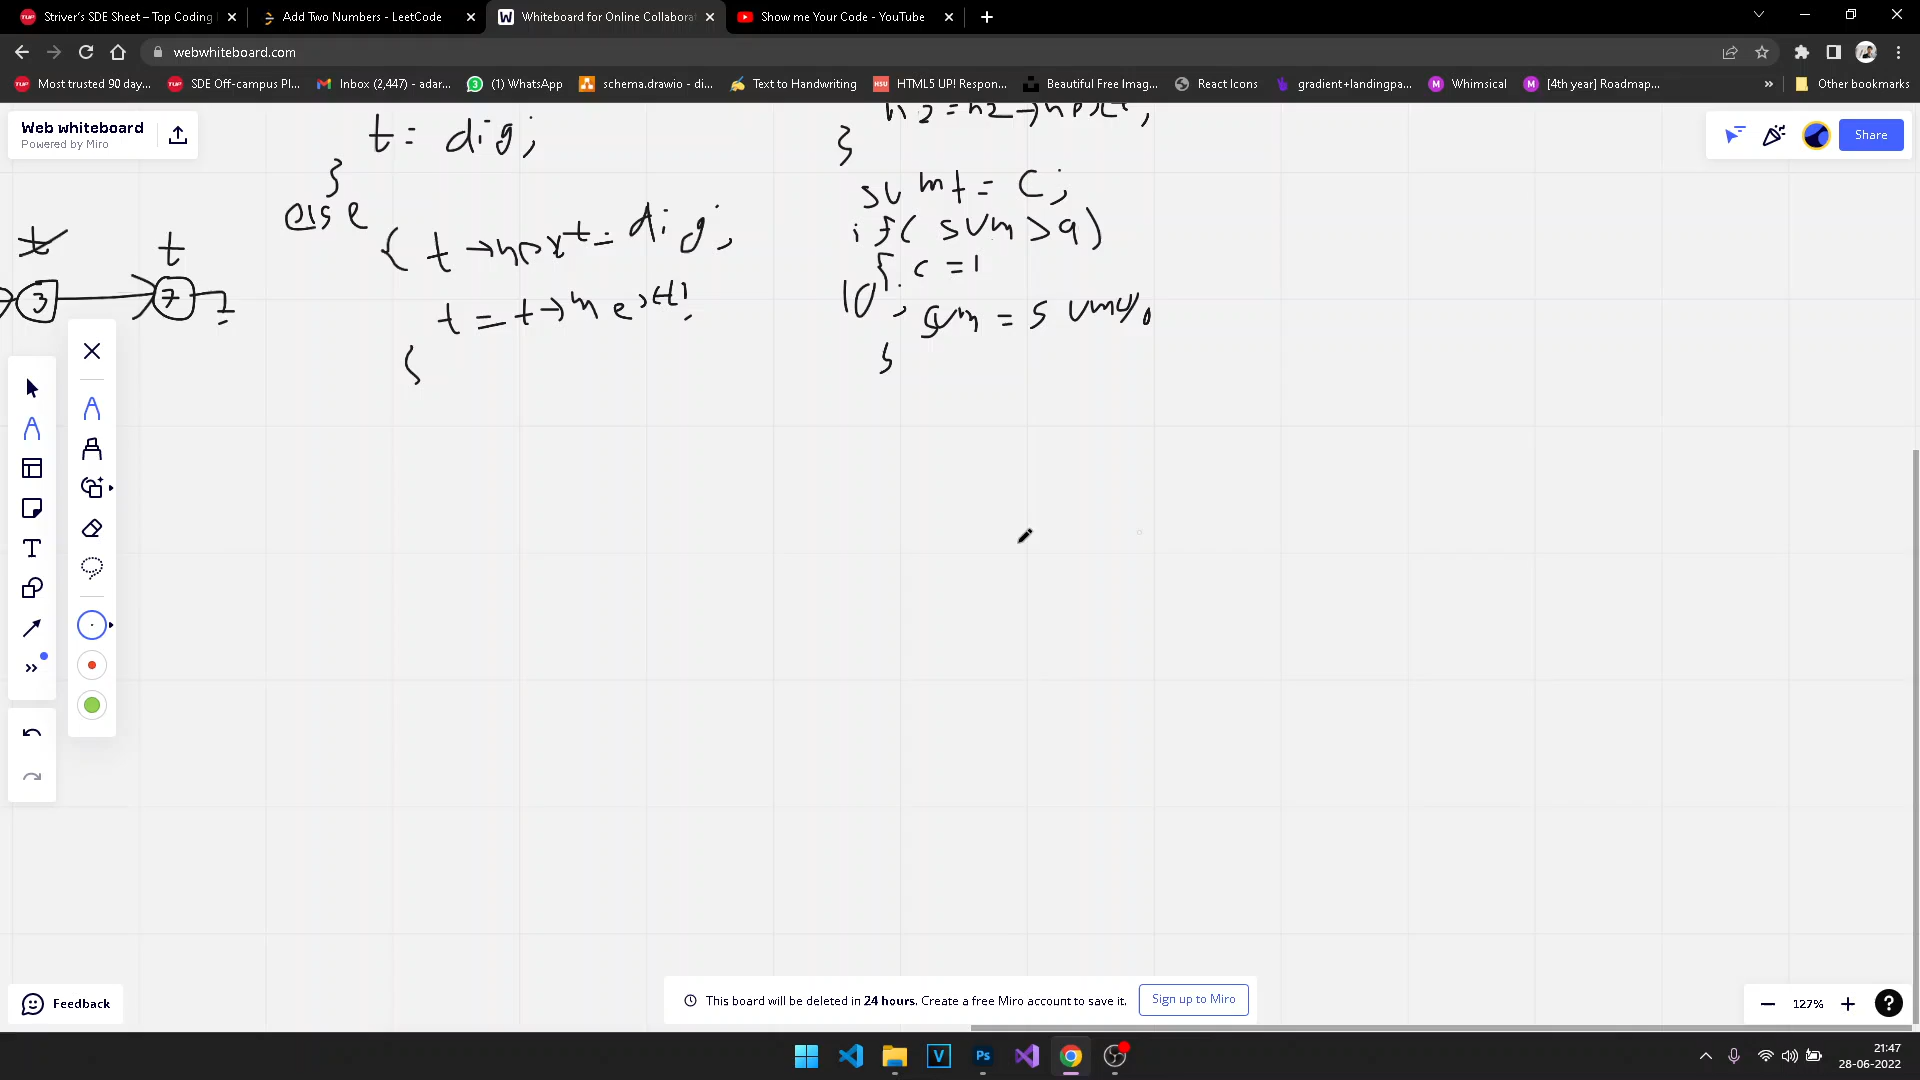 Striver's SDE Sheet – Top Coding
Add Two Numbers - LeetCode
Whiteboard for Online Collabora
Show me Your Code - YouTube
webwhiteboard.com
Most trusted 90 day...
SDE Off-campus Pl...
Inbox (2,447) - adar...
(1) WhatsApp
schema.drawio - di...
Text to Handwriting
HTML5 UP! Respon...
Beautiful Free Imag...
React Icons
gradient+landingpa...
Whimsical
[4th year] Roadmap...
»
Other bookmarks
Web whiteboard
Powered by Miro
Share
t = dig;
}
else
{ t→next = dig;
t = t→next;
}
t
t
3
7
n2 = n2→next;
}
sum+ = c;
if( sum>9)
{ c =1
sum = sum%
10;
}
Feedback
This board will be deleted in 24 hours. Create a free Miro account to save it.
Sign up to Miro
127%
?
V
Ps
21:47
28-06-2022